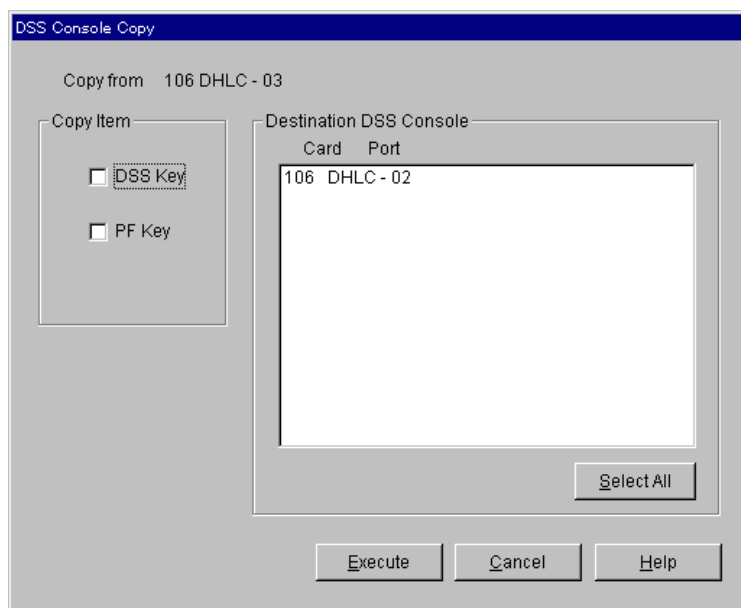 DSS Console Copy
Copy from 106 DHLC - 03
Copy Item
DSS Key
PF Key
Destination DSS Console
Card Port
106 DHLC - 02
Select All
Execute Cancel Help